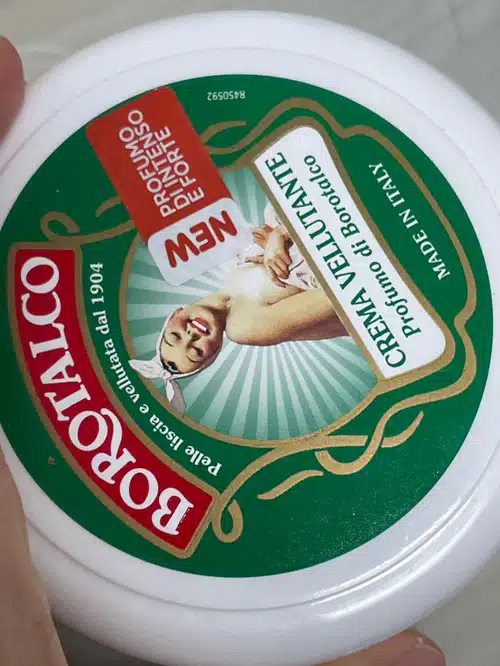 BOROTALCO
Pelle liscia e vellutata dal 1904
NEW
PROFUMO
DI INTENSO
E FORTE
CREMA VELLUTANTE
Profumo di Borotalco
MADE IN ITALY
R450592